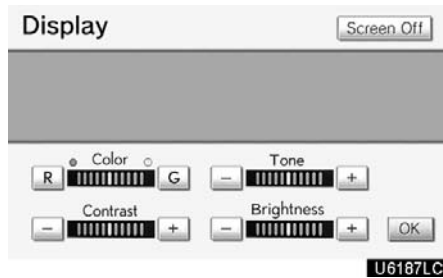 Display
Screen Off
Color
Tone
R
G
−
+
Contrast
Brightness
−
+
−
+
OK
U6187LC